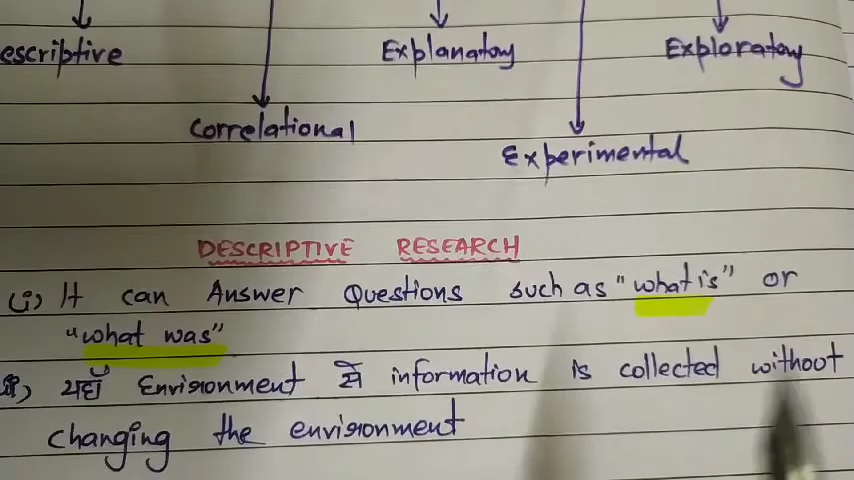 escriptive Explanatory Exploratory
Correlational
Experimental
DESCRIPTIVE RESEARCH
(i) It can Answer Questions such as "what is" or
"what was"
ii) यहाँ Environment से information is collected without
changing the environment